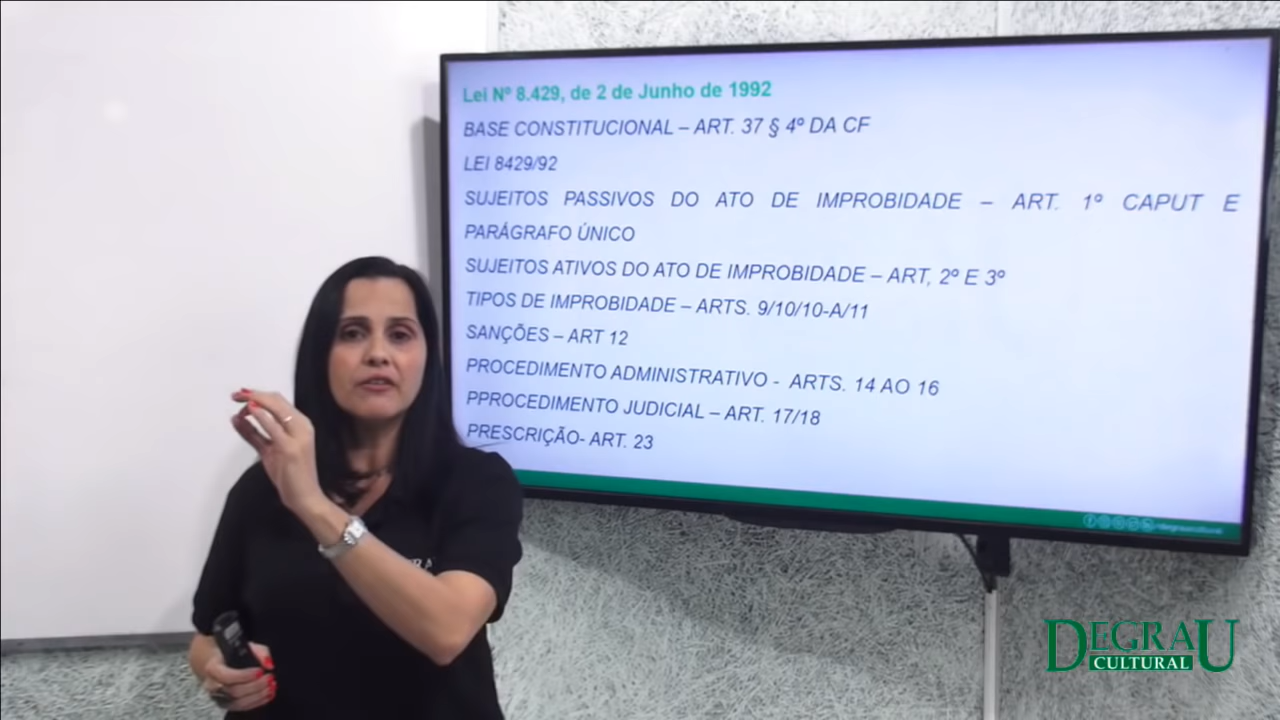 Lei Nº 8.429, de 2 de Junho de 1992
BASE CONSTITUCIONAL – ART. 37 § 4º DA CF
LEI 8429/92
SUJEITOS PASSIVOS DO ATO DE IMPROBIDADE – ART. 1º CAPUT E
PARÁGRAFO ÚNICO
SUJEITOS ATIVOS DO ATO DE IMPROBIDADE – ART, 2º E 3º
TIPOS DE IMPROBIDADE – ARTS. 9/10/10-A/11
SANÇÕES – ART 12
PROCEDIMENTO ADMINISTRATIVO - ARTS. 14 AO 16
PPROCEDIMENTO JUDICIAL – ART. 17/18
PRESCRIÇÃO- ART. 23
DEGRAU
CULTURAL